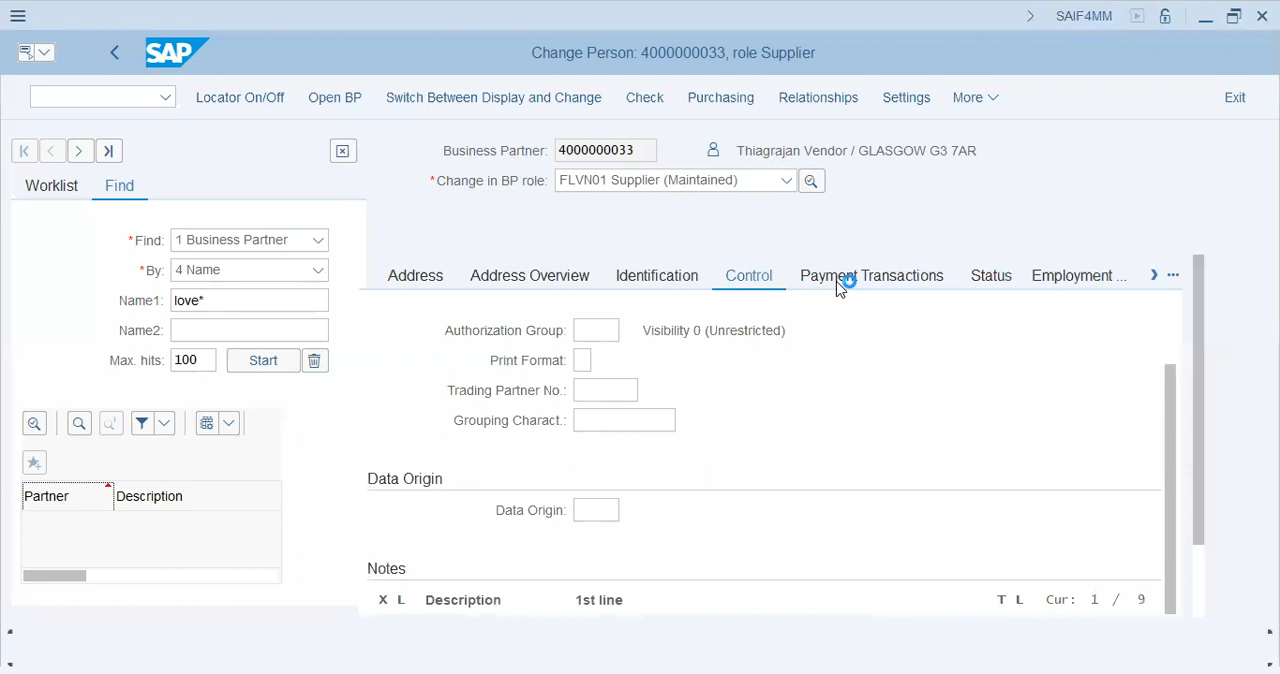 SAIF4MM
SAP
Change Person: 4000000033, role Supplier
Locator On/Off Open BP Switch Between Display and Change Check Purchasing Relationships Settings More Exit
Business Partner: 4000000033 Thiagrajan Vendor / GLASGOW G3 7AR
*Change in BP role: FLVN01 Supplier (Maintained)
Worklist Find
*Find: 1 Business Partner
*By: 4 Name
Name1: love*
Name2:
Max. hits: 100 Start
Partner Description
Address Address Overview Identification Control Payment Transactions Status Employment ...
Authorization Group: Visibility 0 (Unrestricted)
Print Format:
Trading Partner No.:
Grouping Charact.:
Data Origin
Data Origin:
Notes
X L Description 1st line T L Cur: 1 / 9